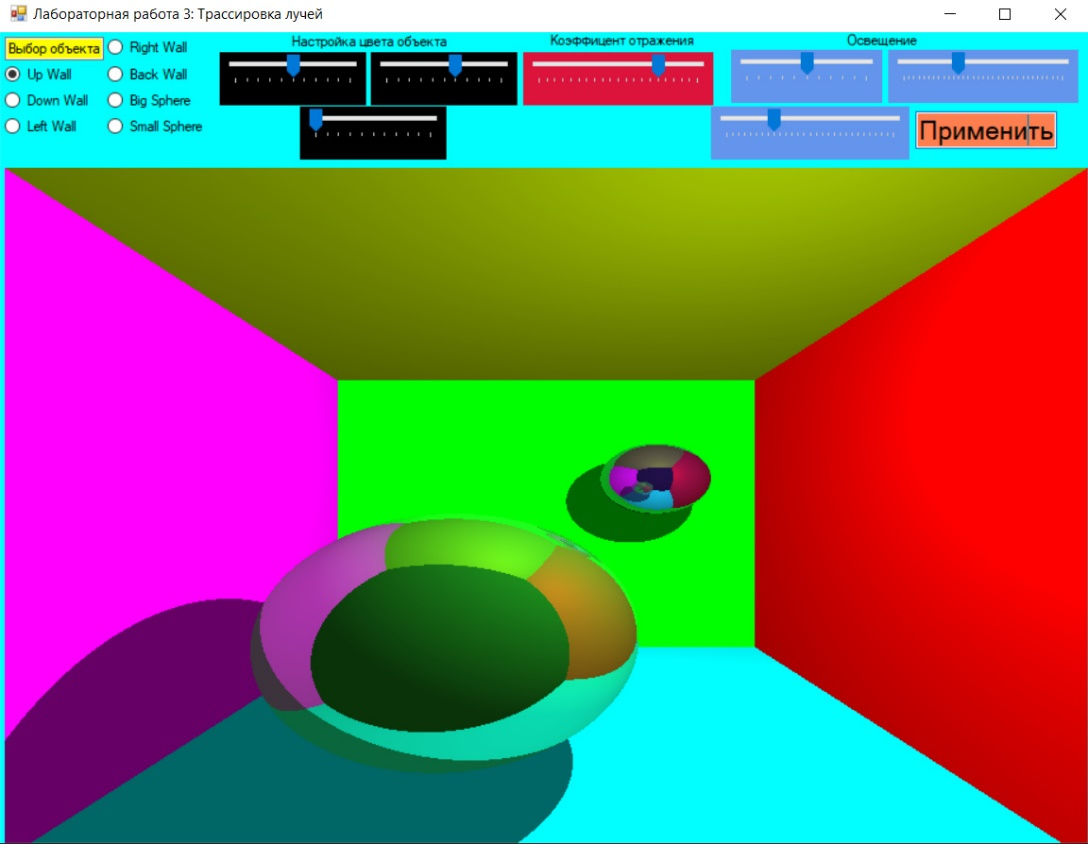 Лабораторная работа 3: Трассировка лучей
Выбор объекта
Right Wall
Up Wall
Back Wall
Down Wall
Big Sphere
Left Wall
Small Sphere
Настройка цвета объекта
Коэффицент отражения
Освещение
Применить